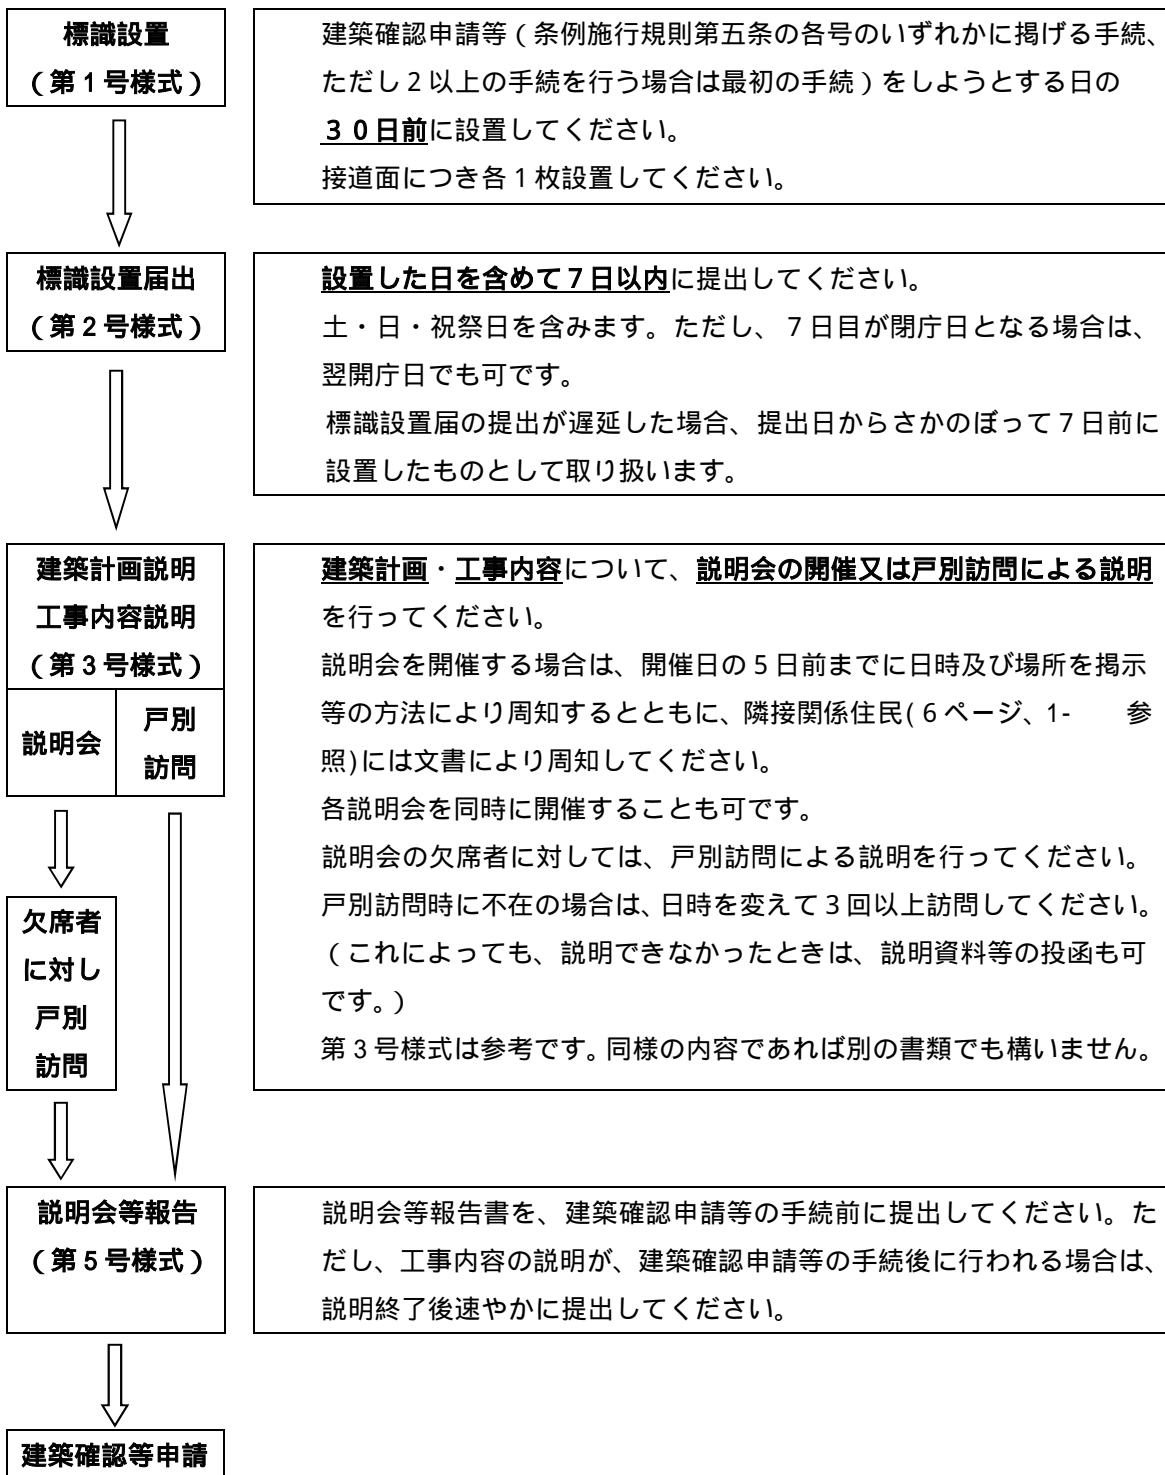 標識設置
（第１号様式）
建築確認申請等（条例施行規則第五条の各号のいずれかに掲げる手続、
ただし２以上の手続を行う場合は最初の手続）をしようとする日の
３０日前に設置してください。
接道面につき各１枚設置してください。
標識設置届出
（第２号様式）
設置した日を含めて７日以内に提出してください。
土・日・祝祭日を含みます。ただし、７日目が閉庁日となる場合は、
翌開庁日でも可です。
標識設置届の提出が遅延した場合、提出日からさかのぼって７日前に
設置したものとして取り扱います。
建築計画説明
工事内容説明
（第３号様式）
説明会
戸別
訪問
建築計画・工事内容について、説明会の開催又は戸別訪問による説明
を行ってください。
説明会を開催する場合は、開催日の５日前までに日時及び場所を掲示
等の方法により周知するとともに、隣接関係住民(６ページ、1-　　参
照)には文書により周知してください。
各説明会を同時に開催することも可です。
説明会の欠席者に対しては、戸別訪問による説明を行ってください。
戸別訪問時に不在の場合は、日時を変えて３回以上訪問してください。
（これによっても、説明できなかったときは、説明資料等の投函も可
です。）
第３号様式は参考です。同様の内容であれば別の書類でも構いません。
欠席者
に対し
戸別
訪問
説明会等報告
（第５号様式）
説明会等報告書を、建築確認申請等の手続前に提出してください。た
だし、工事内容の説明が、建築確認申請等の手続後に行われる場合は、
説明終了後速やかに提出してください。
建築確認等申請